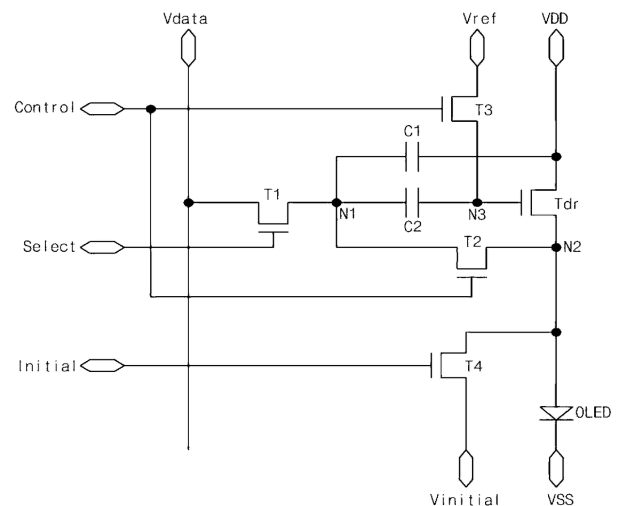 Vdata
Vref
VDD
Control
T3
C1
T1
Tdr
N1
C2
N3
Select
T2
N2
Initial
T4
OLED
Vinitial
VSS